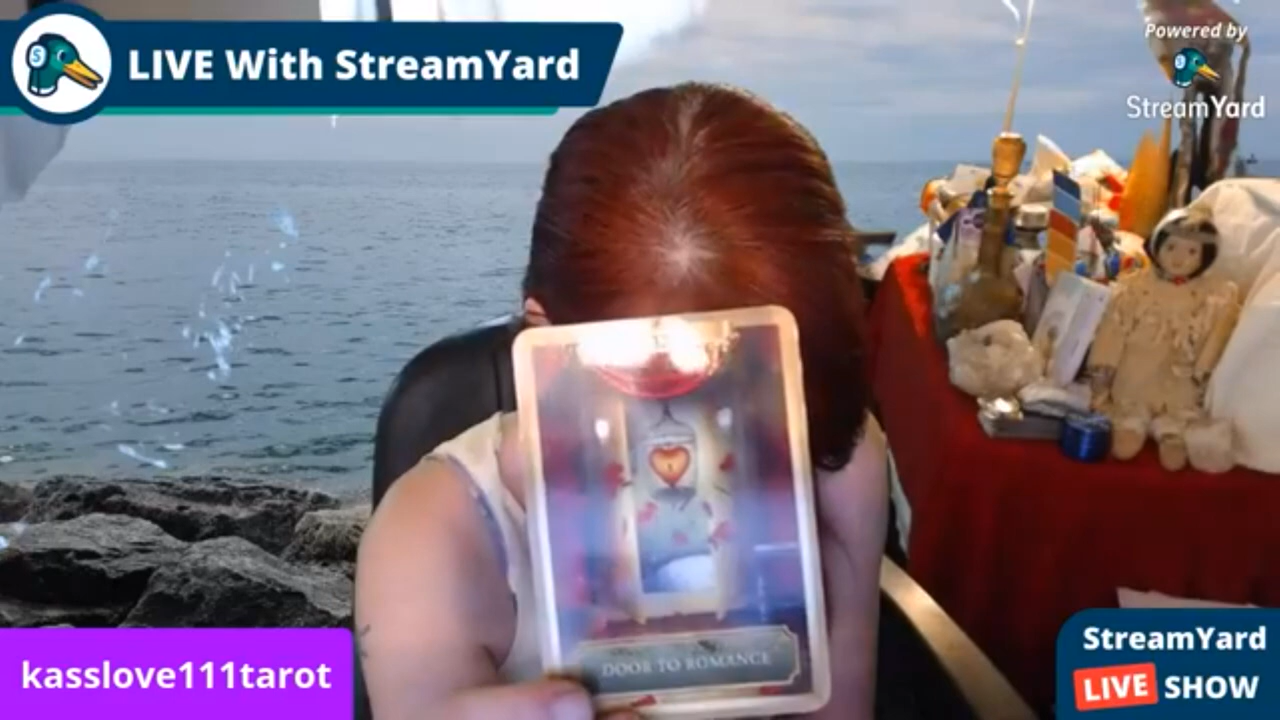 LIVE With StreamYard
Powered by
StreamYard
DOOR TO ROMANCE
kasslove111tarot
StreamYard
LIVE SHOW